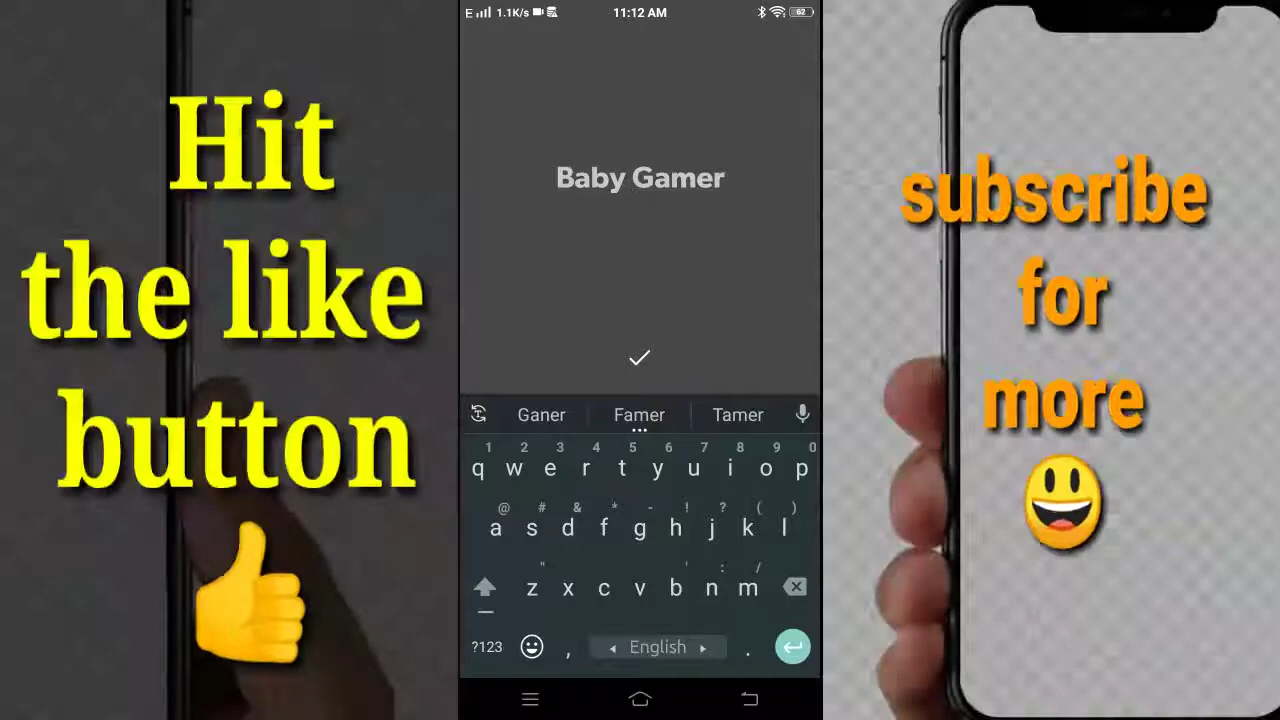 Hit
the like
button
E 1.1K/s 11:12 AM 62
Baby Gamer
Ganer Famer Tamer
1 2 3 4 5 6 7 8 9 0
q w e r t y u i o p
@ # & * - ! ? ( )
a s d f g h j k l
" ' : /
z x c v b n m
?123 , English .
subscribe
for
more